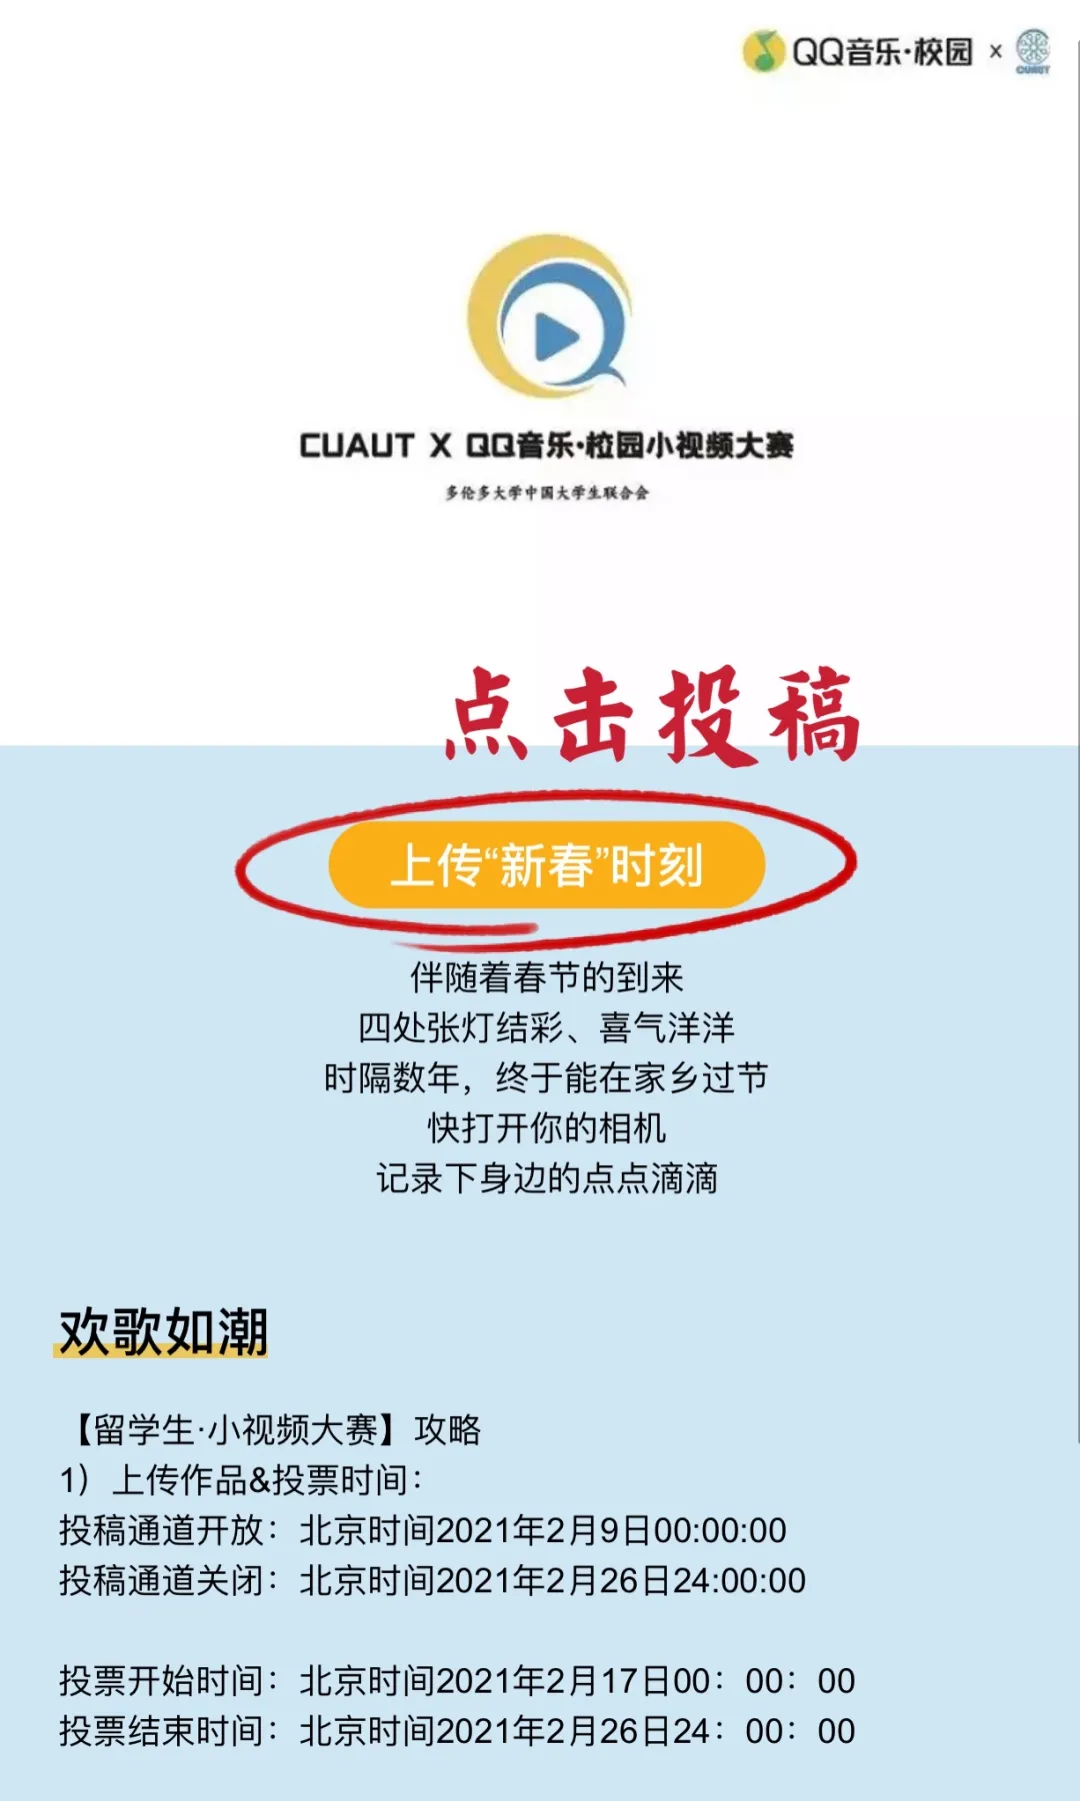 QQ音乐·校园 x CUAUT
CUAUT X QQ音乐·校园小视频大赛
多伦多大学中国大学生联合会
点击投稿
上传“新春”时刻
伴随着春节的到来
四处张灯结彩、喜气洋洋
时隔数年，终于能在家乡过节
快打开你的相机
记录下身边的点点滴滴
欢歌如潮
【留学生·小视频大赛】攻略
1）上传作品&投票时间：
投稿通道开放：北京时间2021年2月9日00:00:00
投稿通道关闭：北京时间2021年2月26日24:00:00
投票开始时间：北京时间2021年2月17日00：00：00
投票结束时间：北京时间2021年2月26日24：00：00